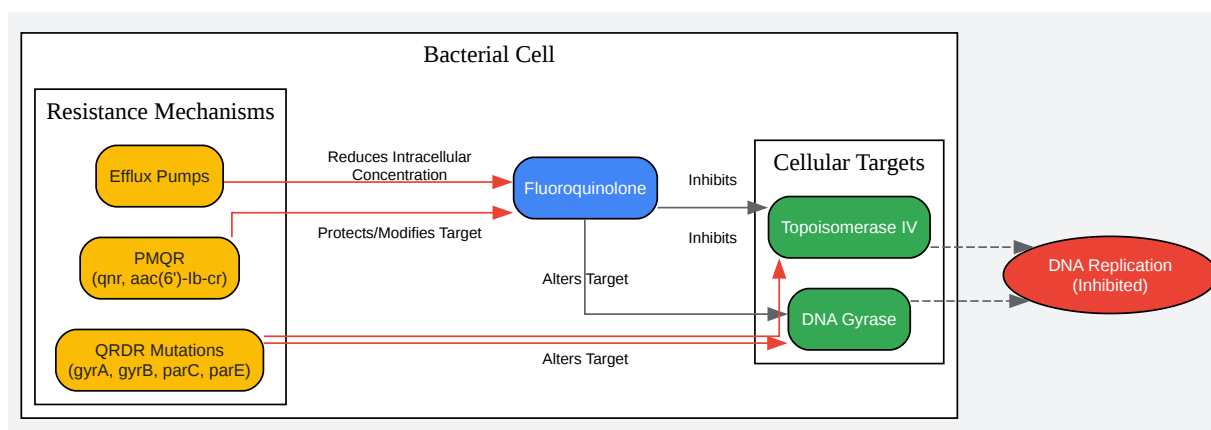 Bacterial Cell
Resistance Mechanisms
Efflux Pumps
PMQR
(qnr, aac(6')-Ib-cr)
QRDR Mutations
(gyrA, gyrB, parC, parE)
Reduces Intracellular
Concentration
Protects/Modifies Target
Fluoroquinolone
Alters Target
Alters Target
Inhibits
Inhibits
Cellular Targets
Topoisomerase IV
DNA Gyrase
DNA Replication
(Inhibited)